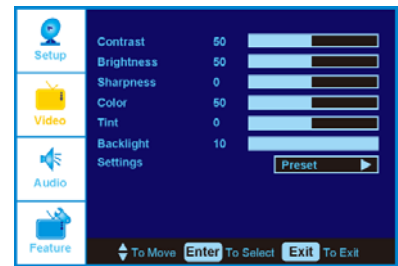 Setup
Video
Audio
Feature
Contrast 50
Brightness 50
Sharpness 0
Color 50
Tint 0
Backlight 10
Settings Preset
To Move Enter To Select Exit To Exit